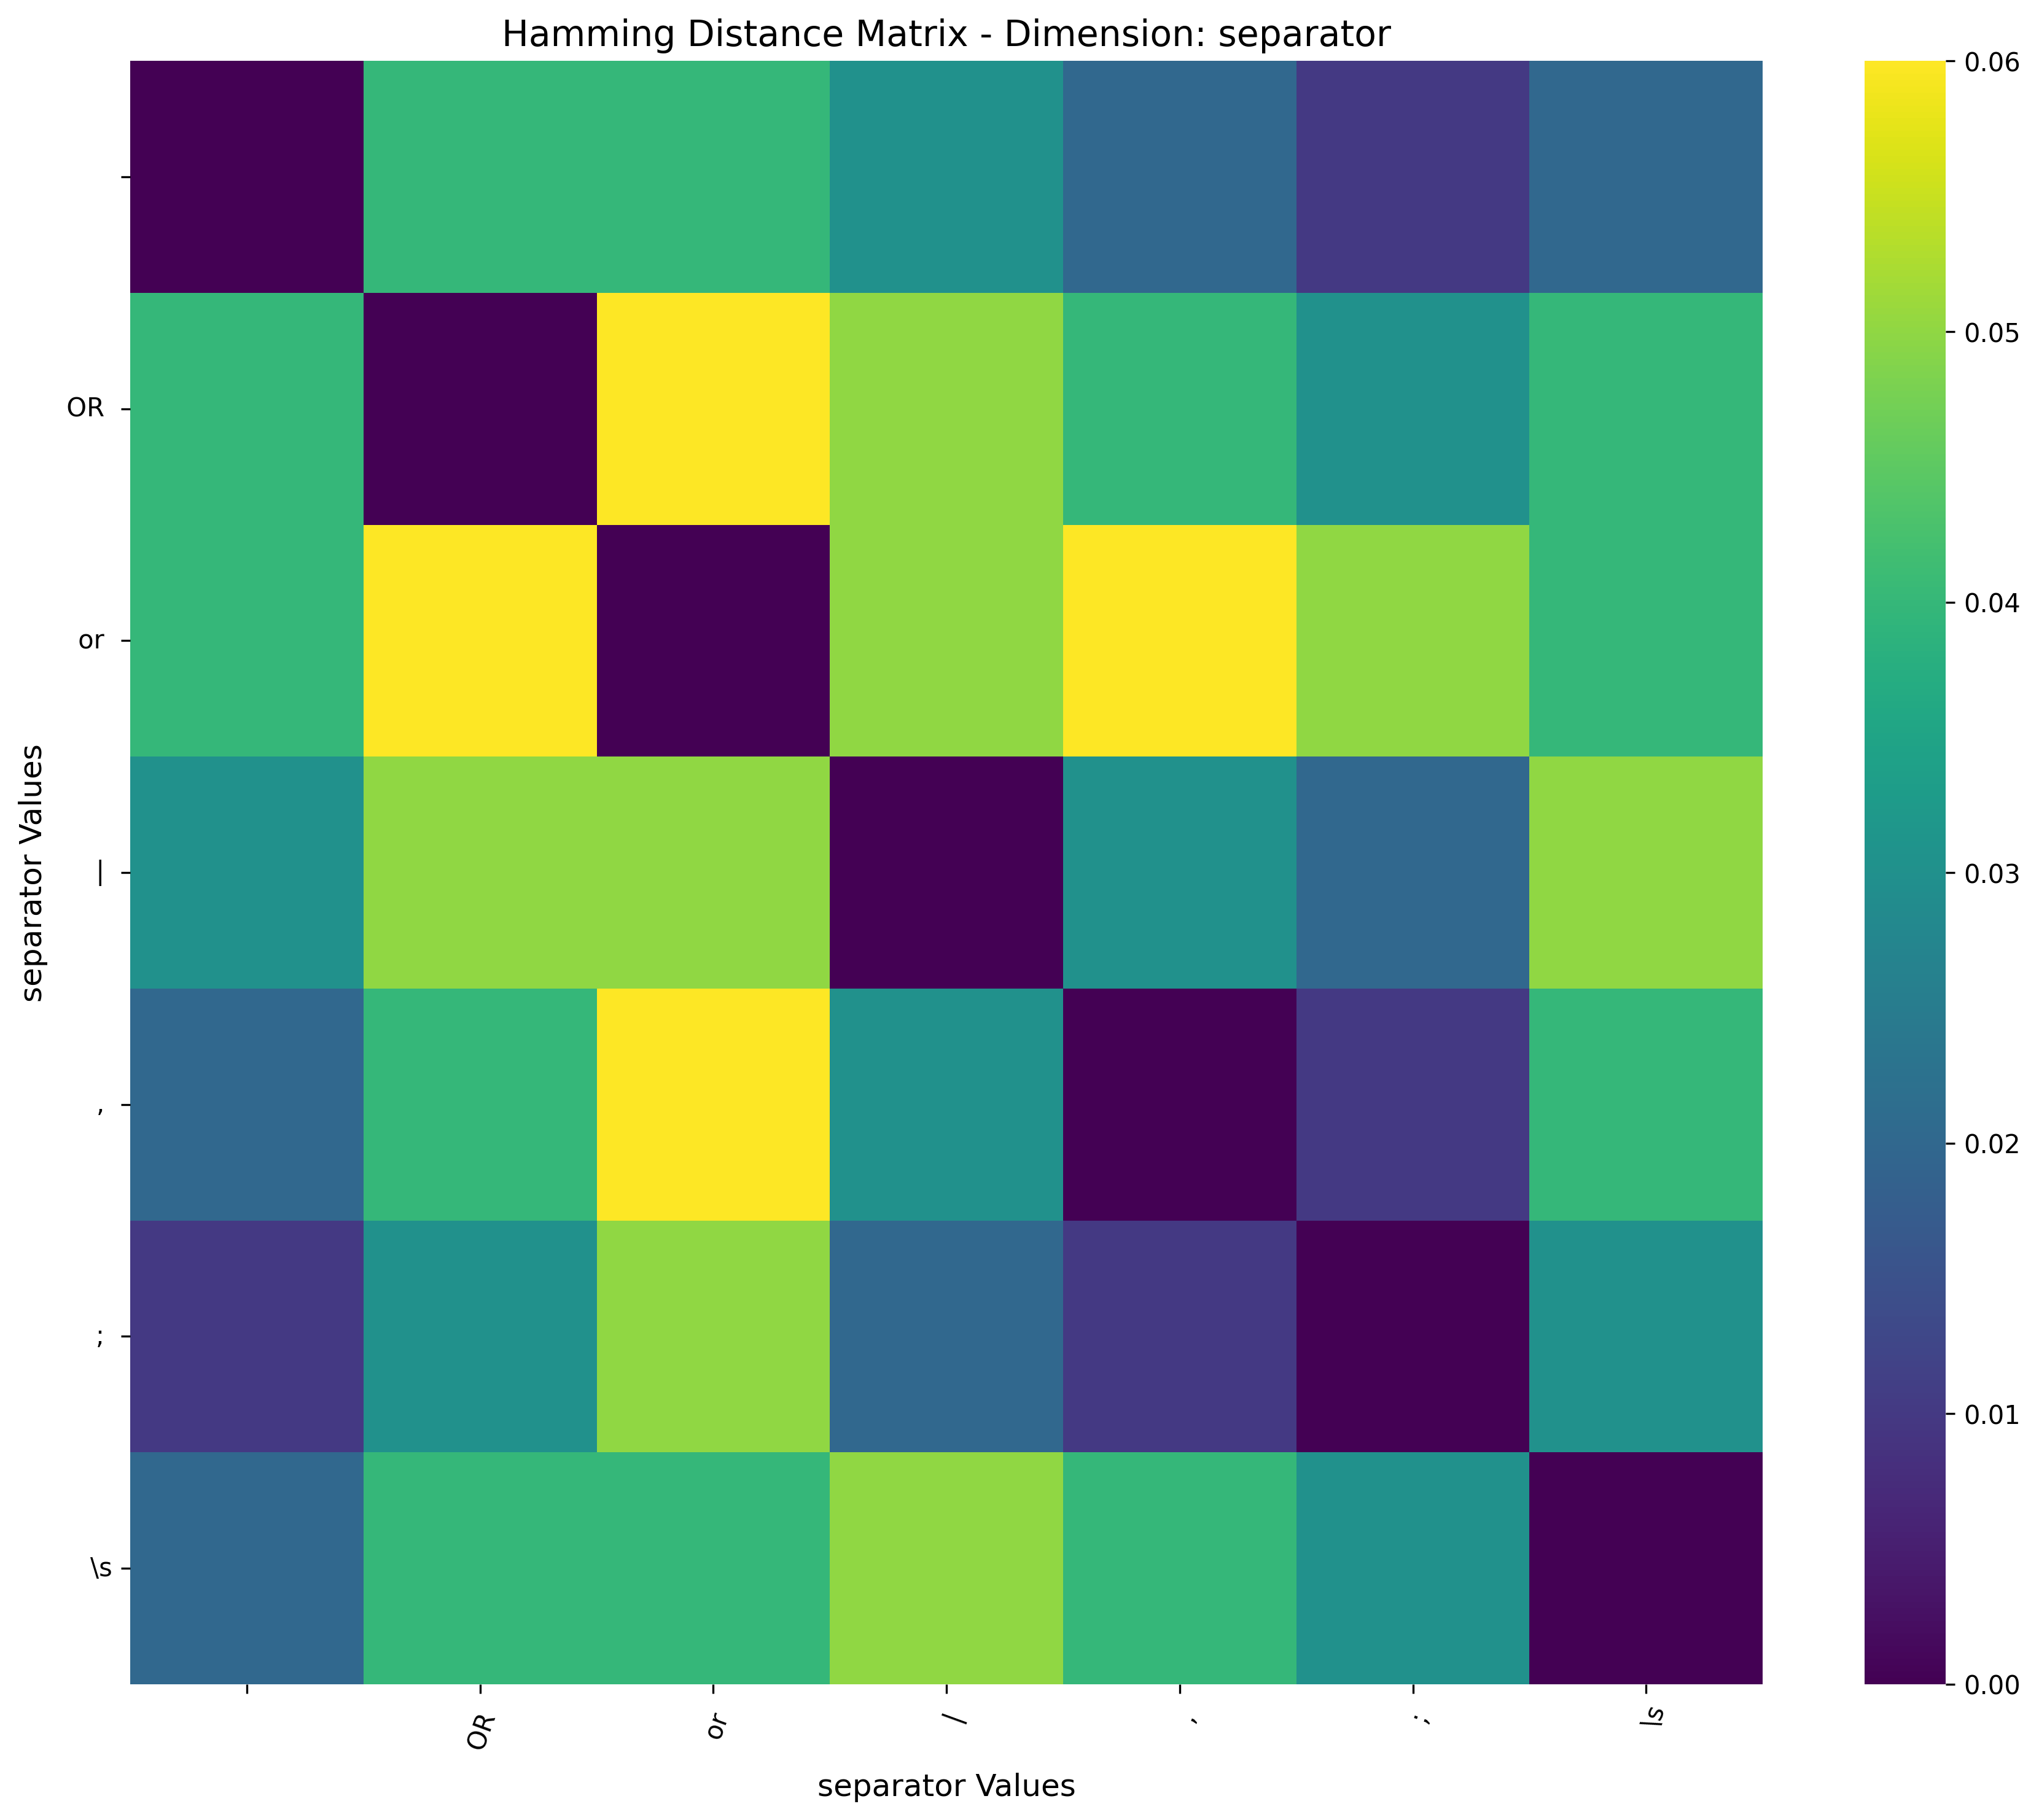 Hamming Distance Matrix - Dimension: separator
separator Values
OR
or
|
,
;
\s
OR
or
|
,
;
\s
separator Values
0.06
0.05
0.04
0.03
0.02
0.01
0.00